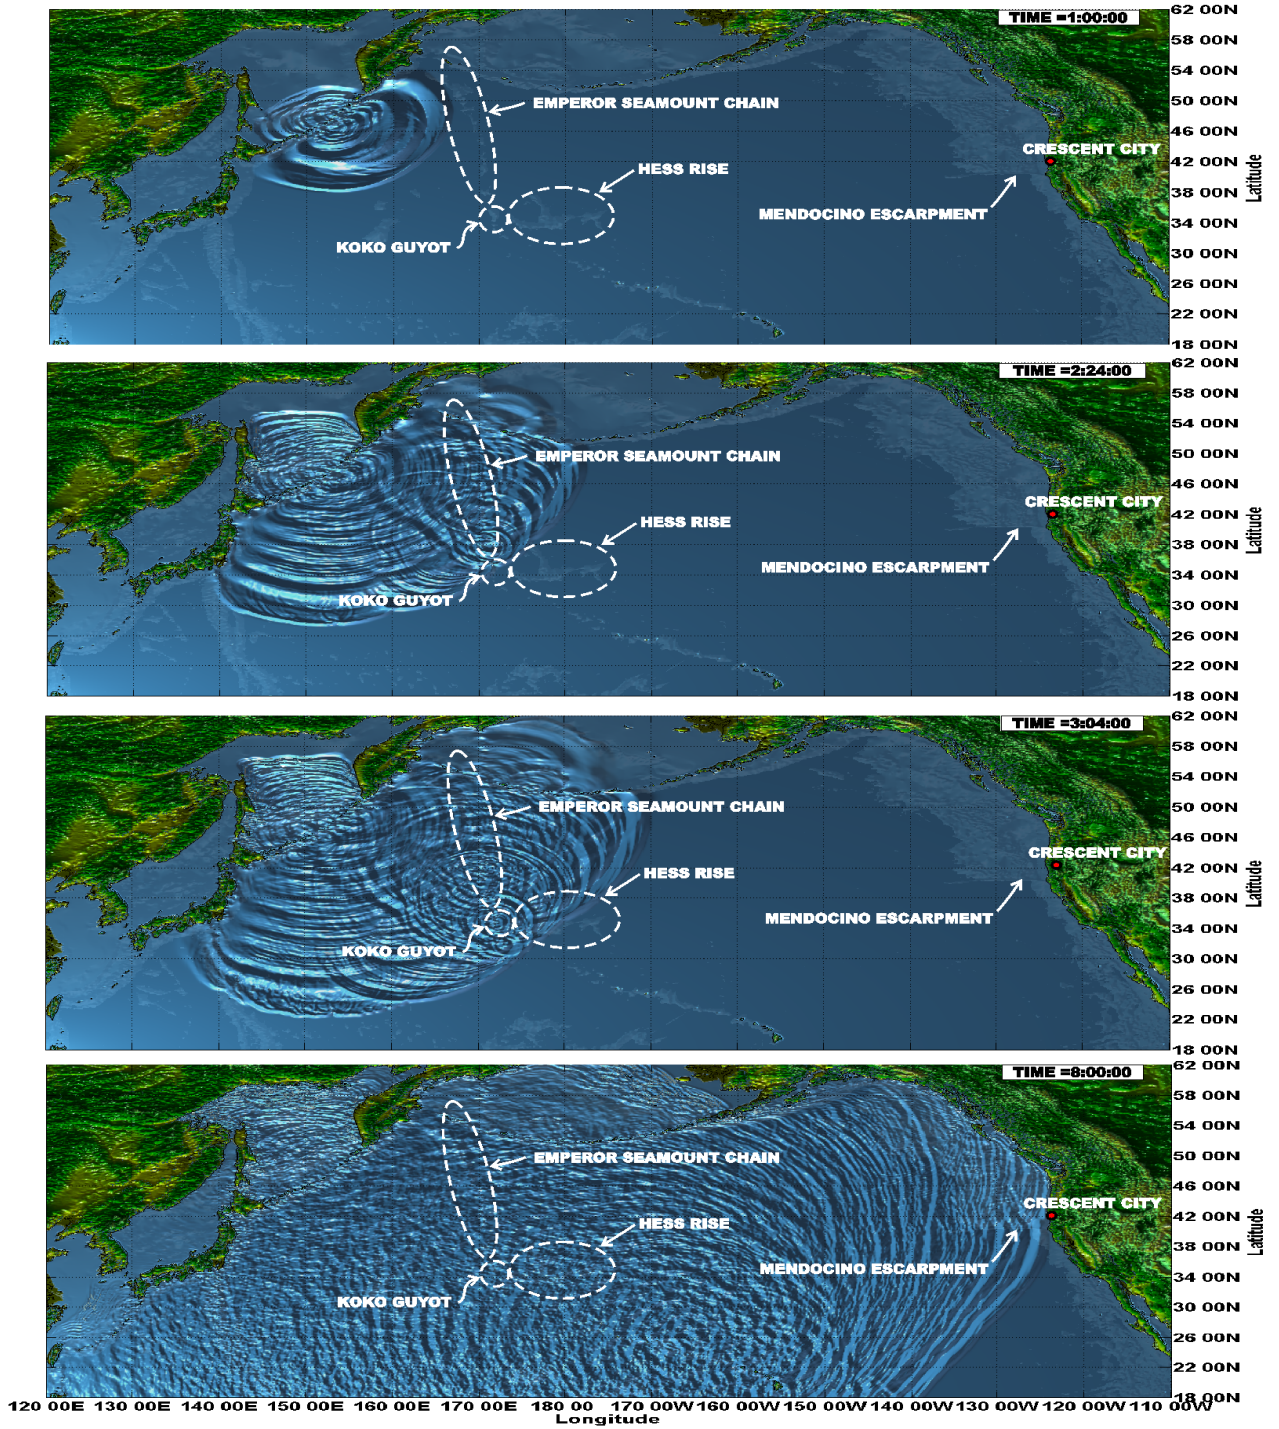 TIME =1:00:00
62 00N
58 00N
54 00N
EMPEROR SEAMOUNT CHAIN
50 00N
46 00N
CRESCENT CITY
42 00N
HESS RISE
38 00N
MENDOCINO ESCARPMENT
34 00N
KOKO GUYOT
30 00N
26 00N
22 00N
18 00N
Latitude
TIME =2:24:00
62 00N
58 00N
54 00N
EMPEROR SEAMOUNT CHAIN
50 00N
46 00N
CRESCENT CITY
42 00N
HESS RISE
38 00N
MENDOCINO ESCARPMENT
34 00N
KOKO GUYOT
30 00N
26 00N
22 00N
18 00N
Latitude
TIME =3:04:00
62 00N
58 00N
54 00N
EMPEROR SEAMOUNT CHAIN
50 00N
46 00N
CRESCENT CITY
42 00N
HESS RISE
38 00N
MENDOCINO ESCARPMENT
34 00N
KOKO GUYOT
30 00N
26 00N
22 00N
18 00N
Latitude
TIME =8:00:00
62 00N
58 00N
54 00N
EMPEROR SEAMOUNT CHAIN
50 00N
46 00N
CRESCENT CITY
42 00N
HESS RISE
38 00N
MENDOCINO ESCARPMENT
34 00N
KOKO GUYOT
30 00N
26 00N
22 00N
18 00N
Latitude
120 00E 130 00E 140 00E 150 00E 160 00E 170 00E 180 00 170 00W 160 00W 150 00W 140 00W 130 00W 120 00W 110 00W
Longitude